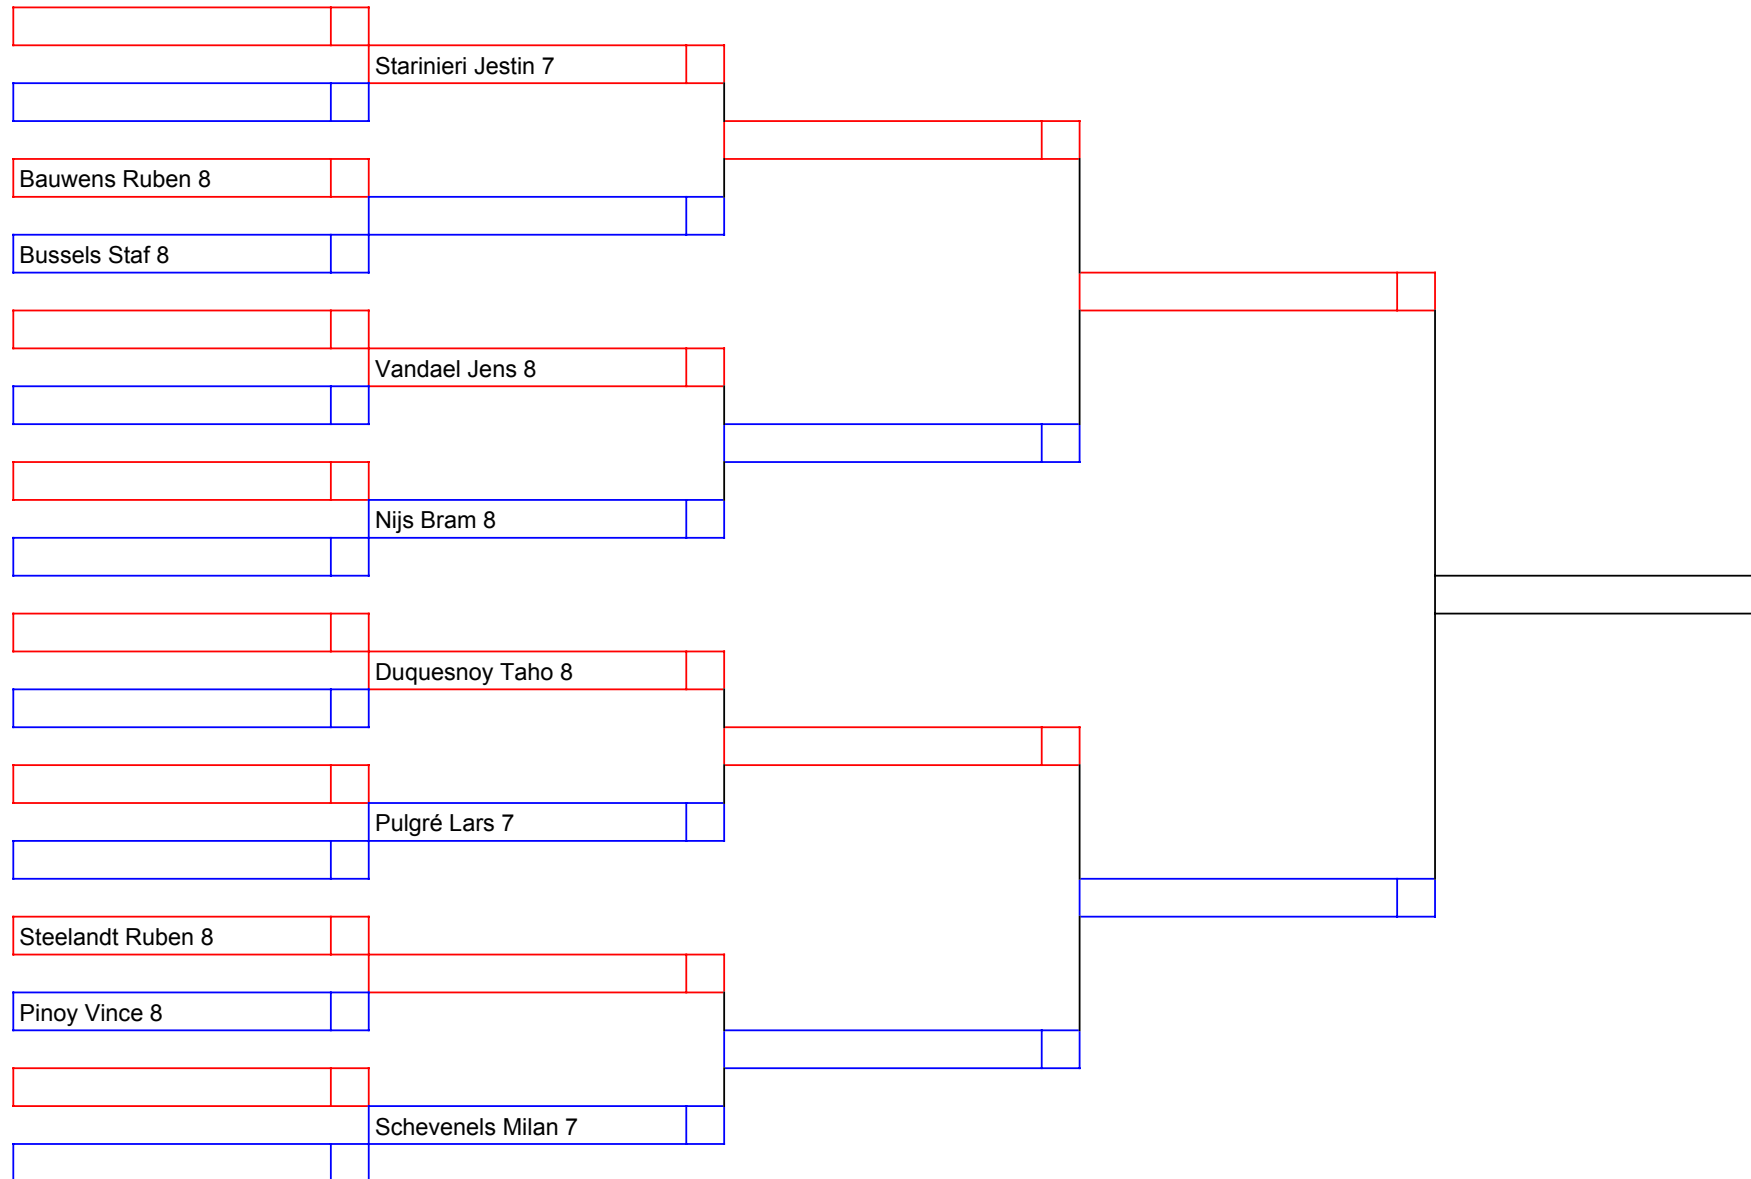 Starinieri Jestin 7
Bauwens Ruben 8
Bussels Staf 8
Vandael Jens 8
Nijs Bram 8
Duquesnoy Taho 8
Pulgré Lars 7
Steelandt Ruben 8
Pinoy Vince 8
Schevenels Milan 7